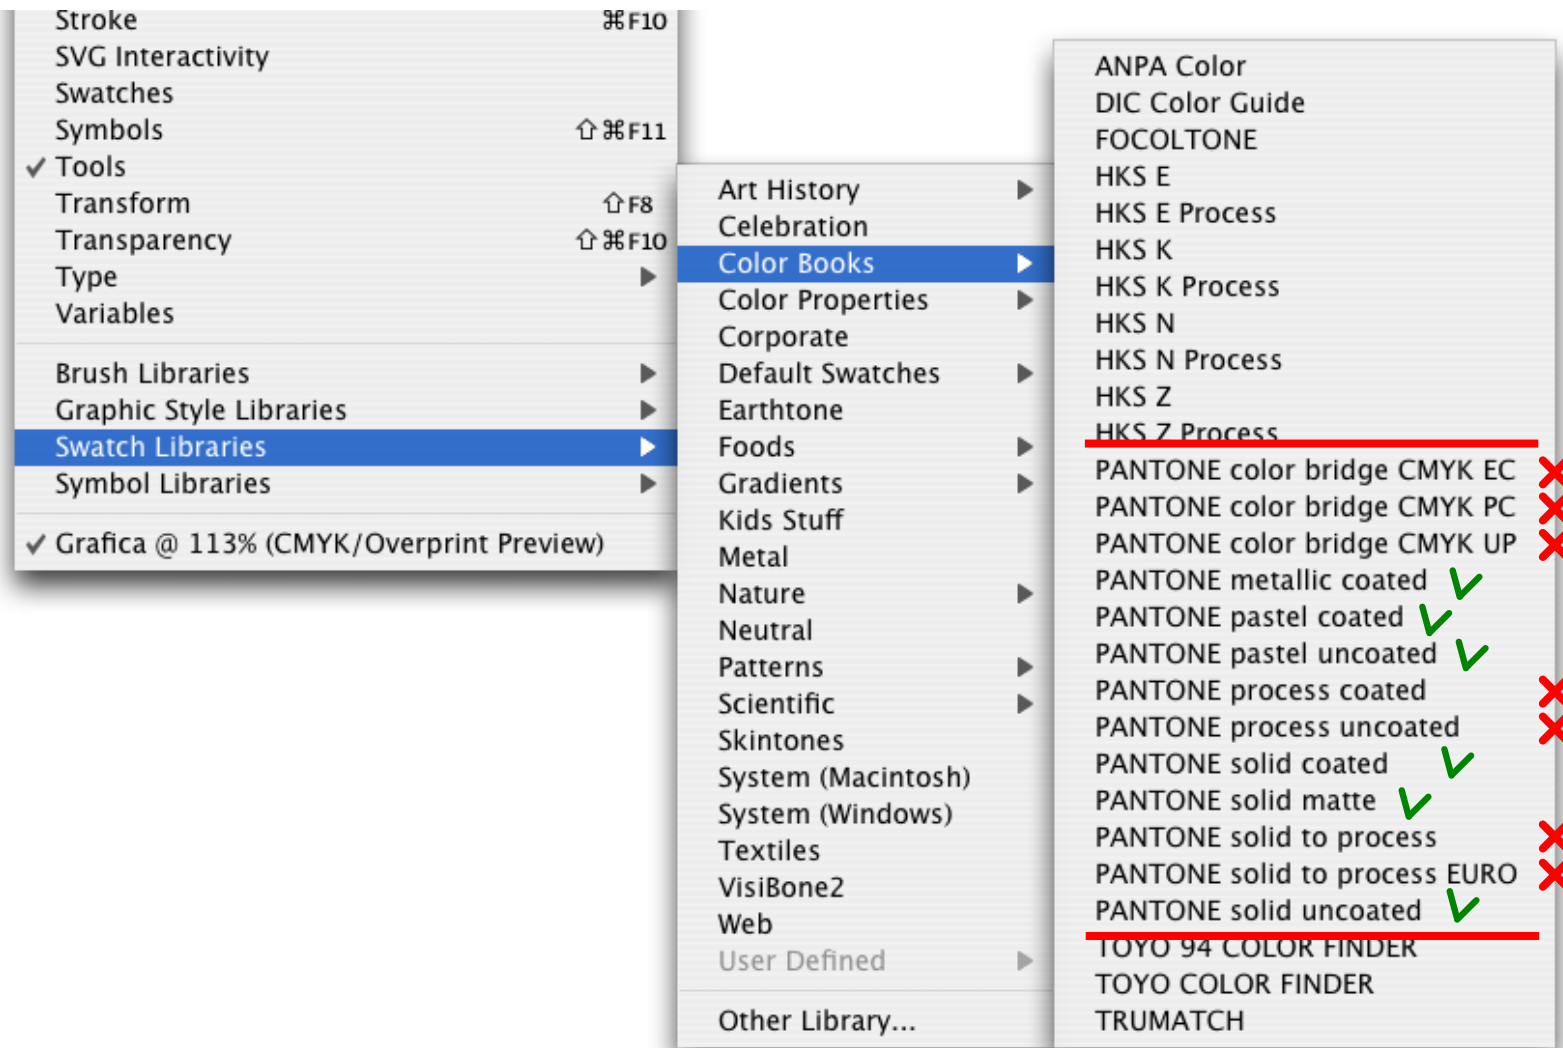 Stroke ⌘F10
SVG Interactivity
Swatches
Symbols ⇧⌘F11
✓ Tools
Transform ⇧F8
Transparency ⇧⌘F10
Type
Variables
Brush Libraries
Graphic Style Libraries
Swatch Libraries
Symbol Libraries
✓ Grafica @ 113% (CMYK/Overprint Preview)
Art History
Celebration
Color Books
Color Properties
Corporate
Default Swatches
Earthtone
Foods
Gradients
Kids Stuff
Metal
Nature
Neutral
Patterns
Scientific
Skintones
System (Macintosh)
System (Windows)
Textiles
VisiBone2
Web
User Defined
Other Library...
ANPA Color
DIC Color Guide
FOCOLTONE
HKS E
HKS E Process
HKS K
HKS K Process
HKS N
HKS N Process
HKS Z
HKS Z Process
PANTONE color bridge CMYK EC
PANTONE color bridge CMYK PC
PANTONE color bridge CMYK UP
PANTONE metallic coated
PANTONE pastel coated
PANTONE pastel uncoated
PANTONE process coated
PANTONE process uncoated
PANTONE solid coated
PANTONE solid matte
PANTONE solid to process
PANTONE solid to process EURO
PANTONE solid uncoated
TOYO 94 COLOR FINDER
TOYO COLOR FINDER
TRUMATCH